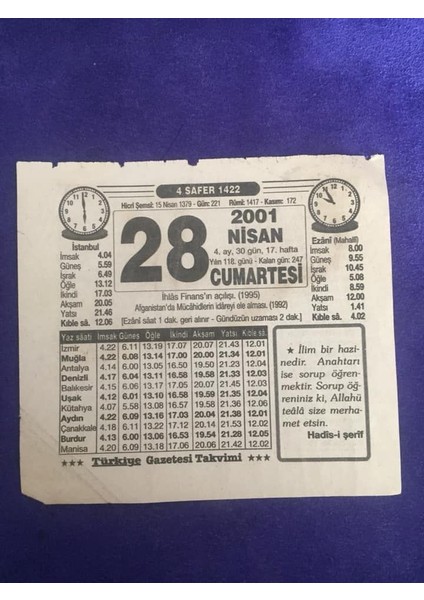 4 SAFER 1422
Hicrî Şemsî: 15 Nisan 1379 - Gün: 221 Rûmî: 1417 - Kasım: 172
28
2001
NİSAN
4. ay, 30 gün, 17. hafta
Yılın 118. günü - Kalan gün: 247
CUMARTESİ
İstanbul
İmsak 4.04
Güneş 5.59
İşrak 6.49
Öğle 13.12
İkindi 17.03
Akşam 20.05
Yatsı 21.46
Kıble sâ. 12.06
Ezânî (Mahallî)
İmsak 8.00
Güneş 9.55
İşrak 10.45
Öğle 5.08
İkindi 8.59
Akşam 12.00
Yatsı 1.41
Kıble sâ. 4.02
İhlâs Finans'ın açılışı. (1995)
Afganistan'da Mücâhidlerin idâreyi ele alması. (1992)
[Ezânî sâat 1 dak. geri alınır - Gündüzün uzaması 2 dak.]
Yaz sâati İmsak Güneş Öğle İkindi Akşam Yatsı Kıble sâ.
İzmir 4.22 6.11 13.19 17.07 20.07 21.43 12.01
Muğla 4.22 6.08 13.14 17.00 20.00 21.34 12.01
Antalya 4.14 6.00 13.05 16.50 19.50 21.23 12.04
Denizli 4.17 6.04 13.11 16.58 19.58 21.33 12.03
Balıkesir 4.15 6.06 13.17 17.05 20.07 21.45 12.03
Uşak 4.12 6.01 13.10 16.58 19.58 21.35 12.04
Kütahya 4.07 5.58 13.08 16.57 19.58 21.36 12.06
Aydın 4.22 6.09 13.16 17.03 20.04 21.38 12.01
Çanakkale 4.18 6.11 13.22 17.12 20.14 21.53 12.02
Burdur 4.13 6.00 13.06 16.53 19.54 21.28 12.05
Manisa 4.20 6.09 13.18 17.06 20.06 21.42 12.02
★ İlim bir hazi-
nedir. Anahtarı
ise sorup öğren-
mektir. Sorup öğ-
reniniz ki, Allahü
teâlâ size merha-
met etsin.
Hadîs-i şerîf
★★★ Türkiye Gazetesi Takvimi ★★★